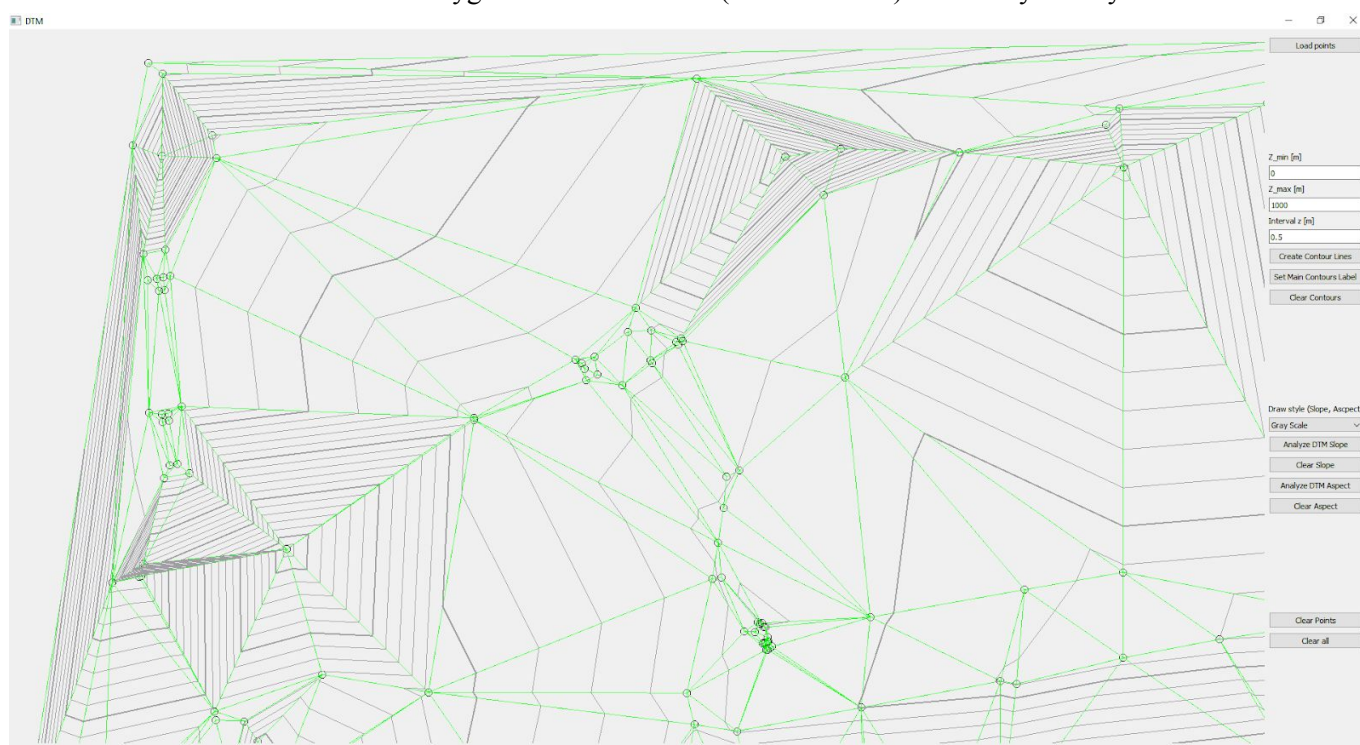 DTM
Load points
Z_min [m]
0
Z_max [m]
1000
Interval z [m]
0.5
Create Contour Lines
Set Main Contours Label
Clear Contours
Draw style (Slope, Ascpect
Gray Scale
Analyze DTM Slope
Clear Slope
Analyze DTM Aspect
Clear Aspect
Clear Points
Clear all